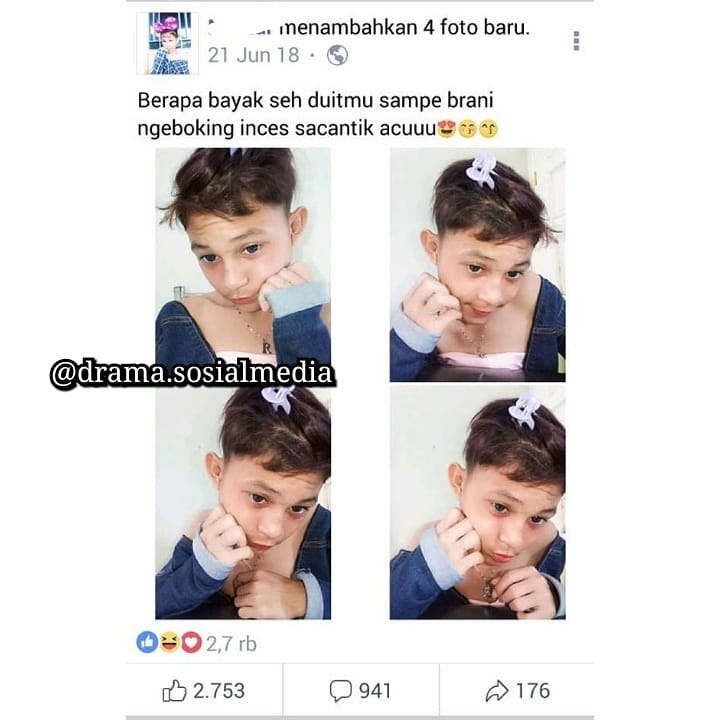 menambahkan 4 foto baru.
21 Jun 18 ·
Berapa bayak seh duitmu sampe brani
ngeboking inces sacantik acuuu😍😙😙
R
@drama.sosialmedia
2,7 rb
2.753
941
176